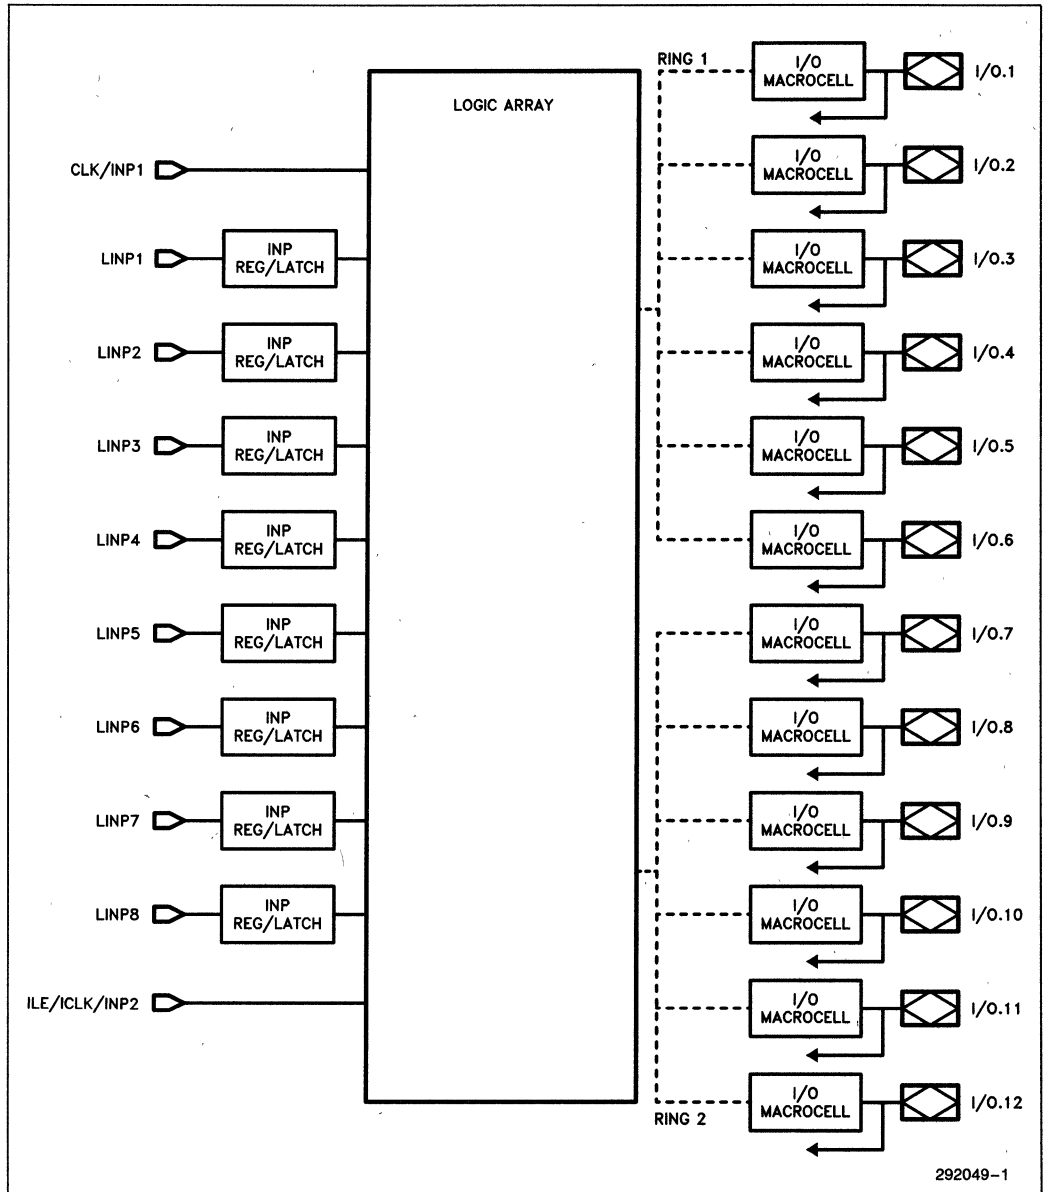 LOGIC ARRAY
CLK/INP1
LINP1
INP
REG/LATCH
LINP2
INP
REG/LATCH
LINP3
INP
REG/LATCH
LINP4
INP
REG/LATCH
LINP5
INP
REG/LATCH
LINP6
INP
REG/LATCH
LINP7
INP
REG/LATCH
LINP8
INP
REG/LATCH
ILE/ICLK/INP2
RING 1
I/O
MACROCELL
I/O.1
I/O
MACROCELL
I/O.2
I/O
MACROCELL
I/O.3
I/O
MACROCELL
I/O.4
I/O
MACROCELL
I/O.5
I/O
MACROCELL
I/O.6
I/O
MACROCELL
I/O.7
I/O
MACROCELL
I/O.8
I/O
MACROCELL
I/O.9
I/O
MACROCELL
I/O.10
I/O
MACROCELL
I/O.11
I/O
MACROCELL
I/O.12
RING 2
292049-1